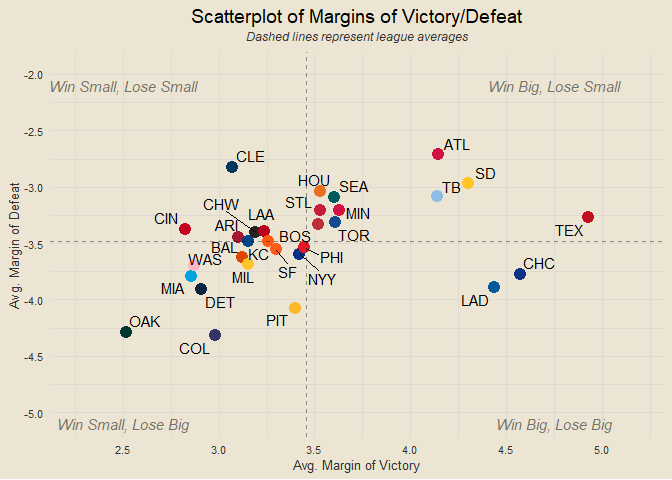 Scatterplot of Margins of Victory/Defeat
Dashed lines represent league averages
-2.0
Win Small, Lose Small
Win Big, Lose Small
-2.5
ATL
CLE
SD
HOU
SEA
TB
-3.0
CHW
STL
MIN
CIN
LAA
TEX
ARI
BOS
TOR
-3.5
BAL
KC
PHI
WAS
SF
CHC
MIL
NYY
MIA
DET
LAD
-4.0
PIT
OAK
COL
-4.5
-5.0
Win Small, Lose Big
Win Big, Lose Big
2.5
3.0
3.5
4.0
4.5
5.0
Avg. Margin of Victory
Avg. Margin of Defeat